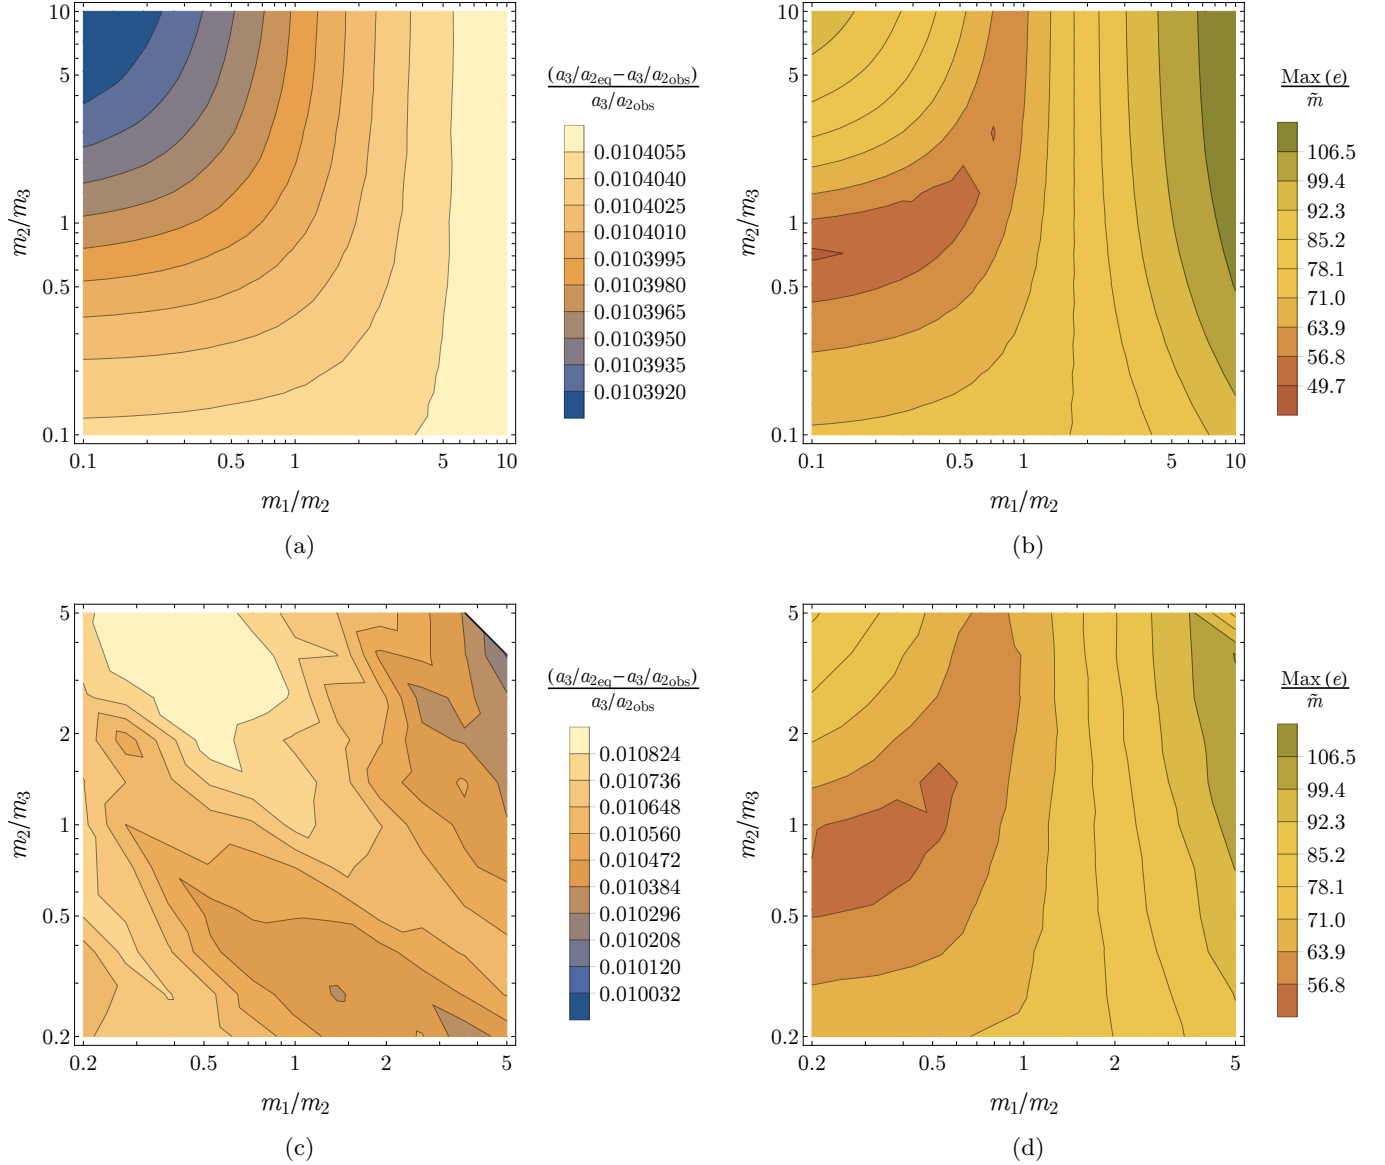 10
5
1
0.5
0.1
m2/m3
0.1 0.5 1 5 10
m1/m2
(a3/a2eq−a3/a2obs)
a3/a2obs
0.0104055
0.0104040
0.0104025
0.0104010
0.0103995
0.0103980
0.0103965
0.0103950
0.0103935
0.0103920
(a)
10
5
1
0.5
0.1
m2/m3
0.1 0.5 1 5 10
m1/m2
Max (e)
m̃
106.5
99.4
92.3
85.2
78.1
71.0
63.9
56.8
49.7
(b)
5
2
1
0.5
0.2
m2/m3
0.2 0.5 1 2 5
m1/m2
(a3/a2eq−a3/a2obs)
a3/a2obs
0.010824
0.010736
0.010648
0.010560
0.010472
0.010384
0.010296
0.010208
0.010120
0.010032
(c)
5
2
1
0.5
0.2
m2/m3
0.2 0.5 1 2 5
m1/m2
Max (e)
m̃
106.5
99.4
92.3
85.2
78.1
71.0
63.9
56.8
(d)